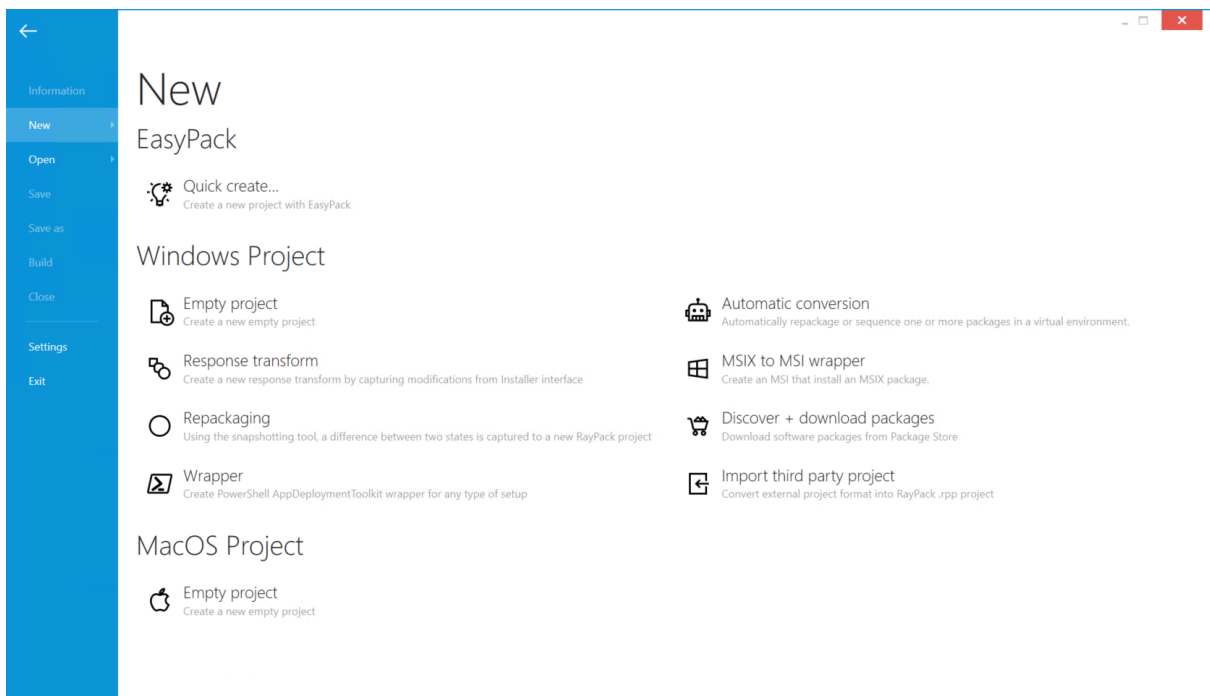 Information
New
Open
Save
Save as
Build
Close
Settings
Exit
New
EasyPack
Quick create...
Create a new project with EasyPack
Windows Project
Empty project
Create a new empty project
Response transform
Create a new response transform by capturing modifications from Installer interface
Repackaging
Using the snapshotting tool, a difference between two states is captured to a new RayPack project
Wrapper
Create PowerShell AppDeploymentToolkit wrapper for any type of setup
Automatic conversion
Automatically repackage or sequence one or more packages in a virtual environment.
MSIX to MSI wrapper
Create an MSI that install an MSIX package.
Discover + download packages
Download software packages from Package Store
Import third party project
Convert external project format into RayPack .rpp project
MacOS Project
Empty project
Create a new empty project